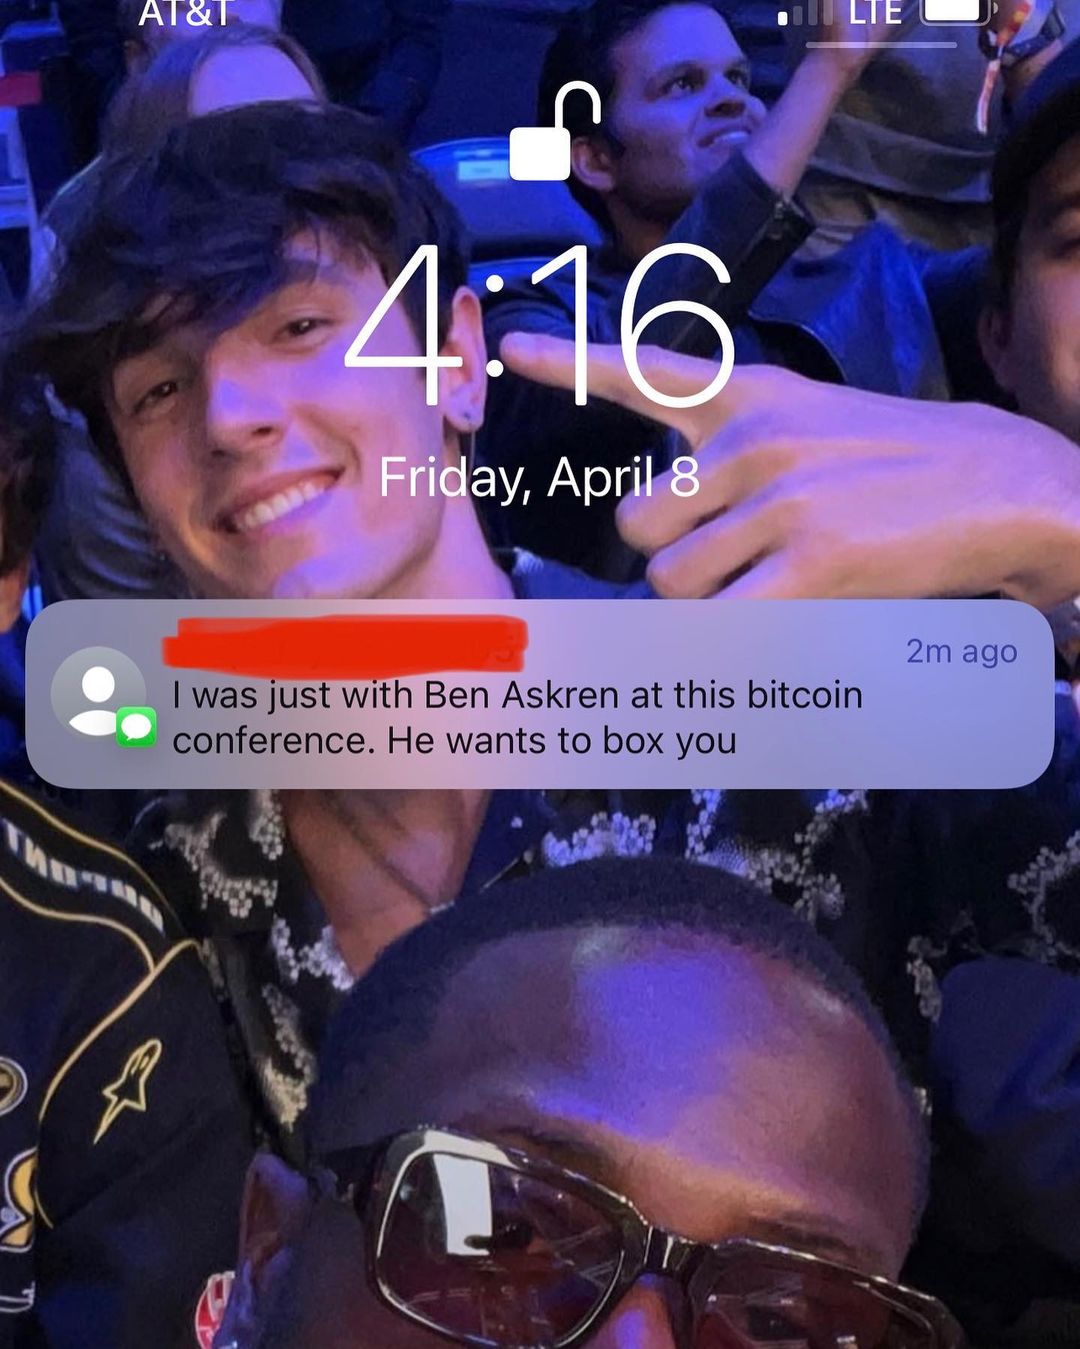 AT&T LTE
4:16
Friday, April 8
2m ago
I was just with Ben Askren at this bitcoin
conference. He wants to box you